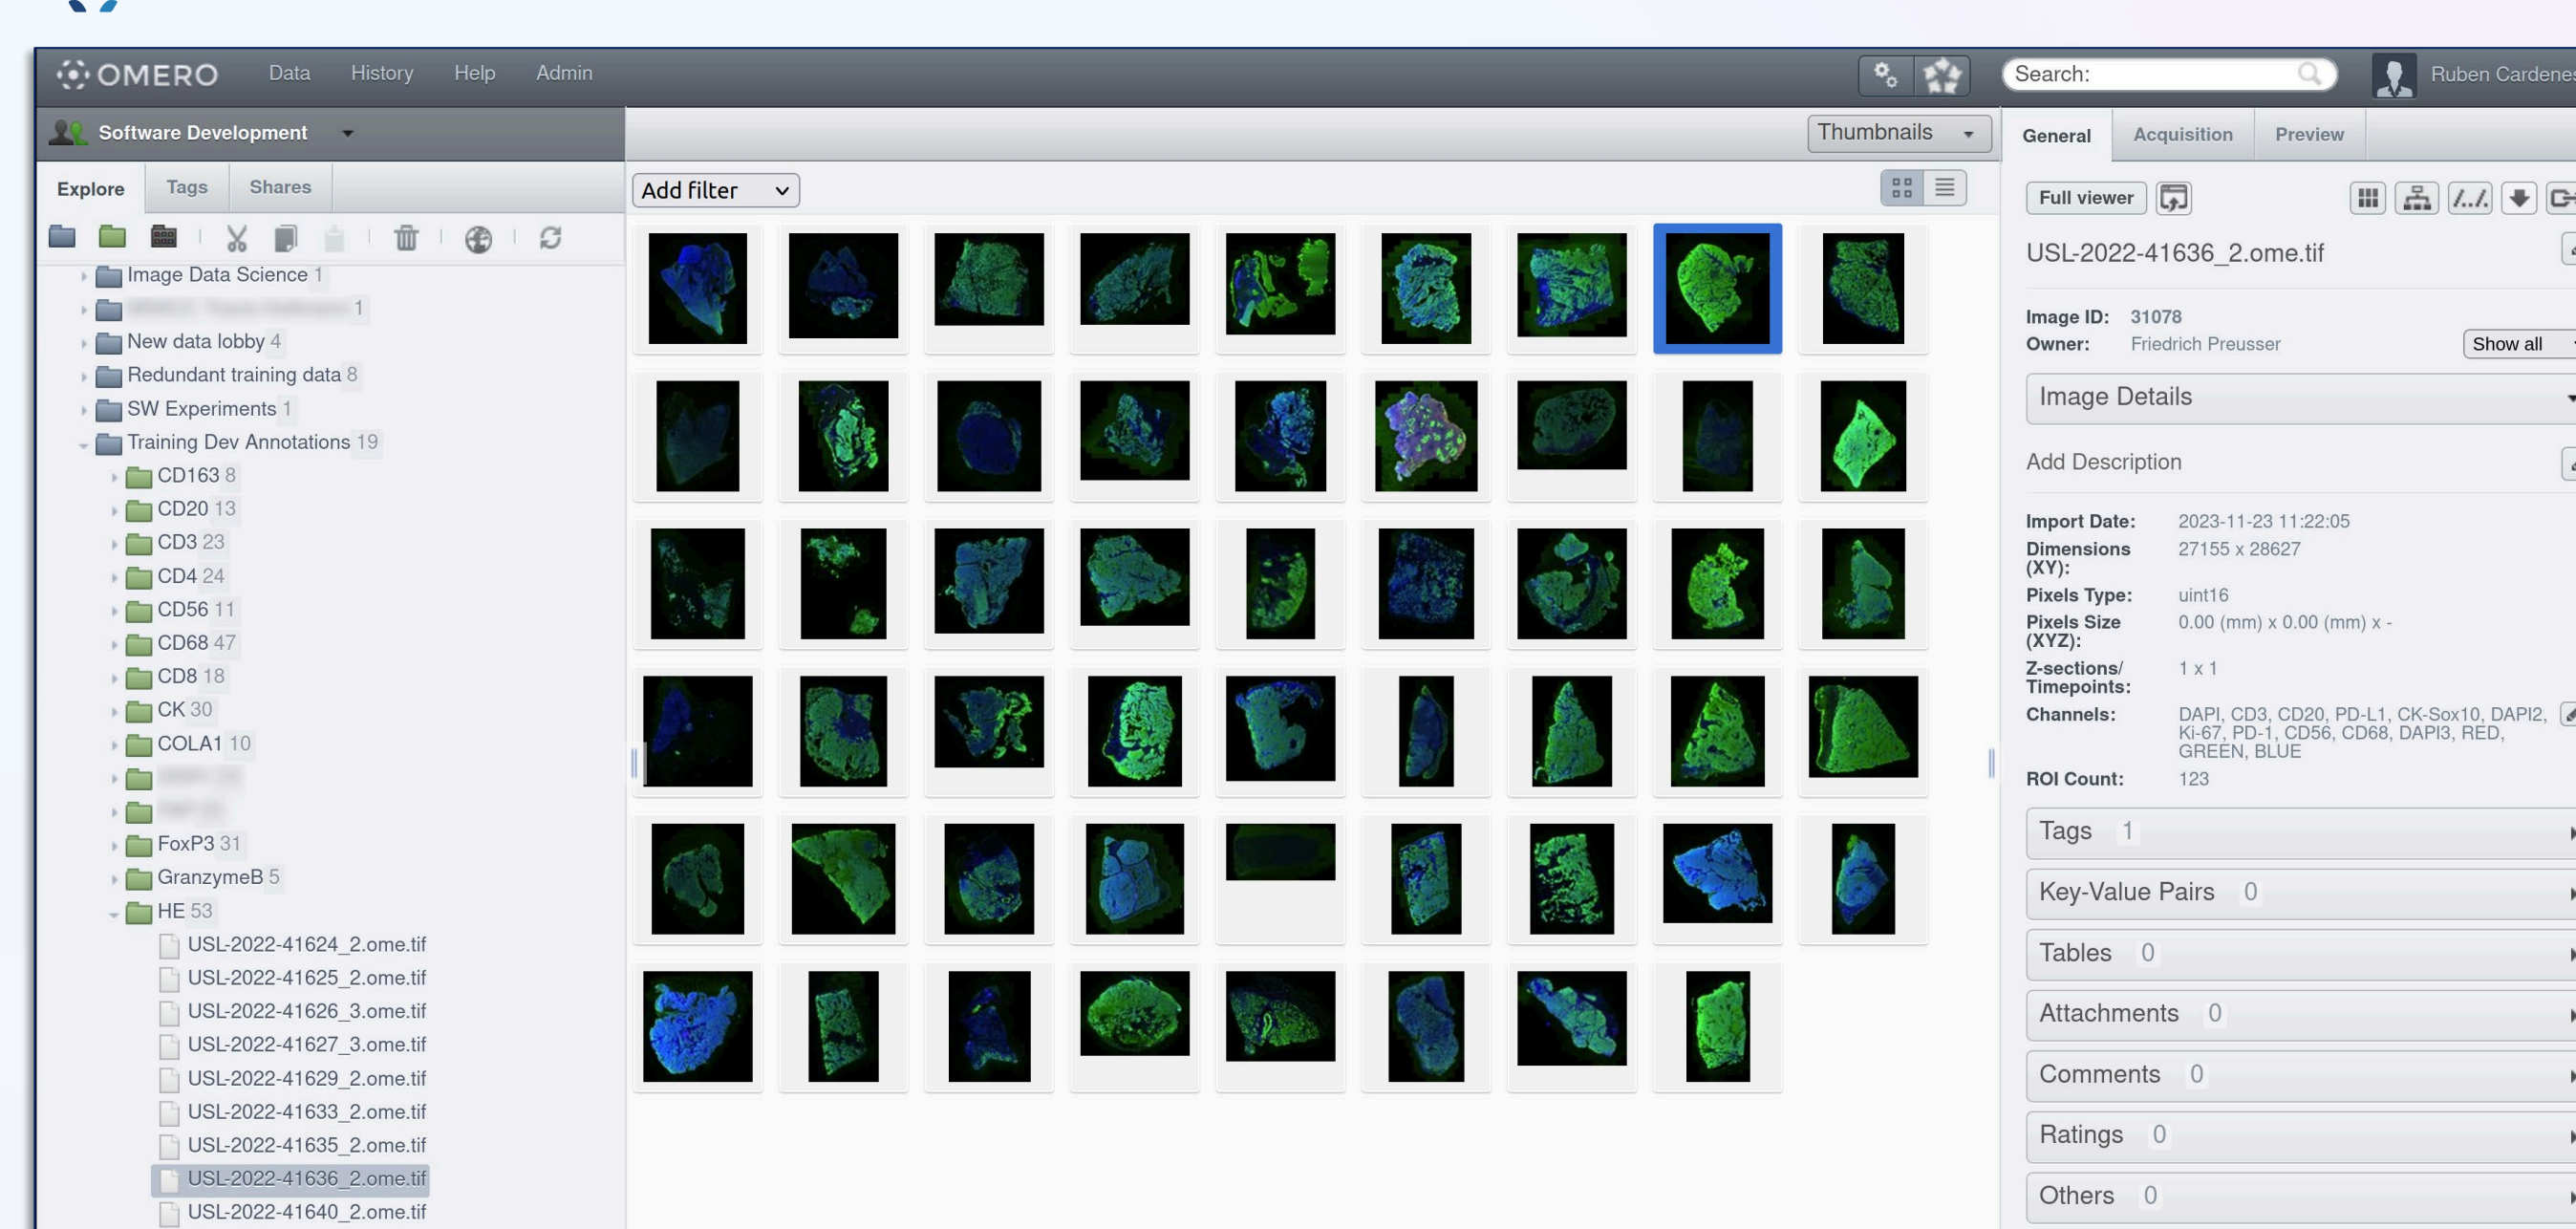 OMERO Data History Help Admin Search: Ruben Cardenes
Software Development
Explore Tags Shares
Image Data Science 1
1
New data lobby 4
Redundant training data 8
SW Experiments 1
Training Dev Annotations 19
CD163 8
CD20 13
CD3 23
CD4 24
CD56 11
CD68 47
CD8 18
CK 30
COLA1 10
FoxP3 31
GranzymeB 5
HE 53
USL-2022-41624_2.ome.tif
USL-2022-41625_2.ome.tif
USL-2022-41626_3.ome.tif
USL-2022-41627_3.ome.tif
USL-2022-41629_2.ome.tif
USL-2022-41633_2.ome.tif
USL-2022-41635_2.ome.tif
USL-2022-41636_2.ome.tif
USL-2022-41640_2.ome.tif
Thumbnails
Add filter
General Acquisition Preview
Full viewer
USL-2022-41636_2.ome.tif
Image ID: 31078
Owner: Friedrich Preusser
Show all
Image Details
Add Description
Import Date: 2023-11-23 11:22:05
Dimensions (XY): 27155 x 28627
Pixels Type: uint16
Pixels Size (XYZ): 0.00 (mm) x 0.00 (mm) x -
Z-sections/ Timepoints: 1 x 1
Channels: DAPI, CD3, CD20, PD-L1, CK-Sox10, DAPI2,
Ki-67, PD-1, CD56, CD68, DAPI3, RED,
GREEN, BLUE
ROI Count: 123
Tags 1
Key-Value Pairs 0
Tables 0
Attachments 0
Comments 0
Ratings 0
Others 0